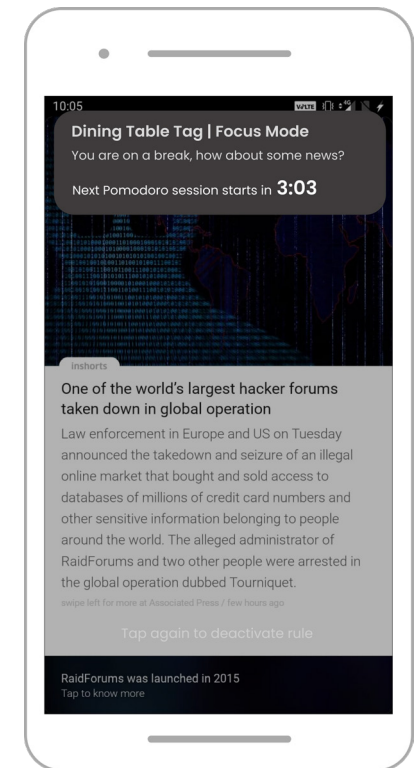 10:05
VoLTE 4G
Dining Table Tag | Focus Mode
You are on a break, how about some news?
Next Pomodoro session starts in 3:03
inshorts
One of the world's largest hacker forums
taken down in global operation
Law enforcement in Europe and US on Tuesday
announced the takedown and seizure of an illegal
online market that bought and sold access to
databases of millions of credit card numbers and
other sensitive information belonging to people
around the world. The alleged administrator of
RaidForums and two other people were arrested in
the global operation dubbed Tourniquet.
swipe left for more at Associated Press / few hours ago
Tap again to deactivate rule
RaidForums was launched in 2015
Tap to know more